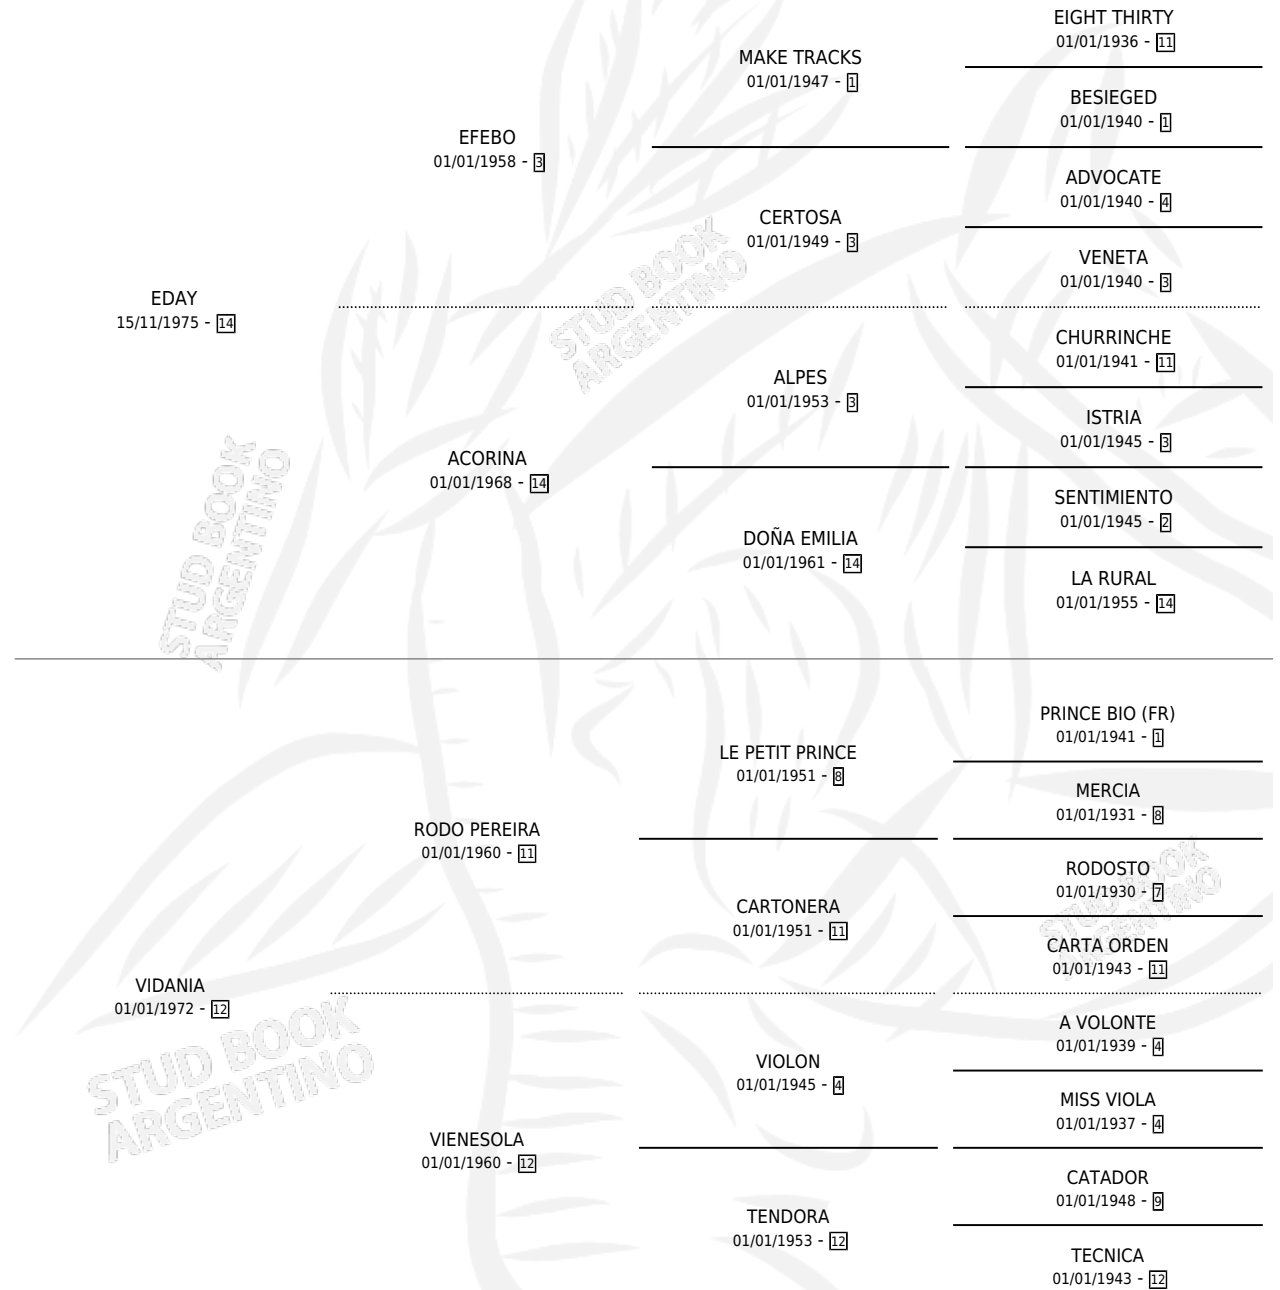 EIGHT THIRTY
01/01/1936 - 11
MAKE TRACKS
01/01/1947 - 1
BESIEGED
01/01/1940 - 1
EFEBO
01/01/1958 - 3
ADVOCATE
01/01/1940 - 4
CERTOSA
01/01/1949 - 3
VENETA
01/01/1940 - 3
EDAY
15/11/1975 - 14
CHURRINCHE
01/01/1941 - 11
ALPES
01/01/1953 - 3
ISTRIA
01/01/1945 - 3
ACORINA
01/01/1968 - 14
SENTIMIENTO
01/01/1945 - 2
DOÑA EMILIA
01/01/1961 - 14
LA RURAL
01/01/1955 - 14
STUD BOOK
ARGENTINO
STUD BOOK
ARGENTINO
PRINCE BIO (FR)
01/01/1941 - 1
LE PETIT PRINCE
01/01/1951 - 8
MERCIA
01/01/1931 - 8
RODO PEREIRA
01/01/1960 - 11
RODOSTO
01/01/1930 - 7
CARTONERA
01/01/1951 - 11
CARTA ORDEN
01/01/1943 - 11
VIDANIA
01/01/1972 - 12
A VOLONTE
01/01/1939 - 4
VIOLON
01/01/1945 - 4
MISS VIOLA
01/01/1937 - 4
VIENESOLA
01/01/1960 - 12
CATADOR
01/01/1948 - 9
TENDORA
01/01/1953 - 12
TECNICA
01/01/1943 - 12
STUD BOOK
ARGENTINO
STUD BOOK
ARGENTINO